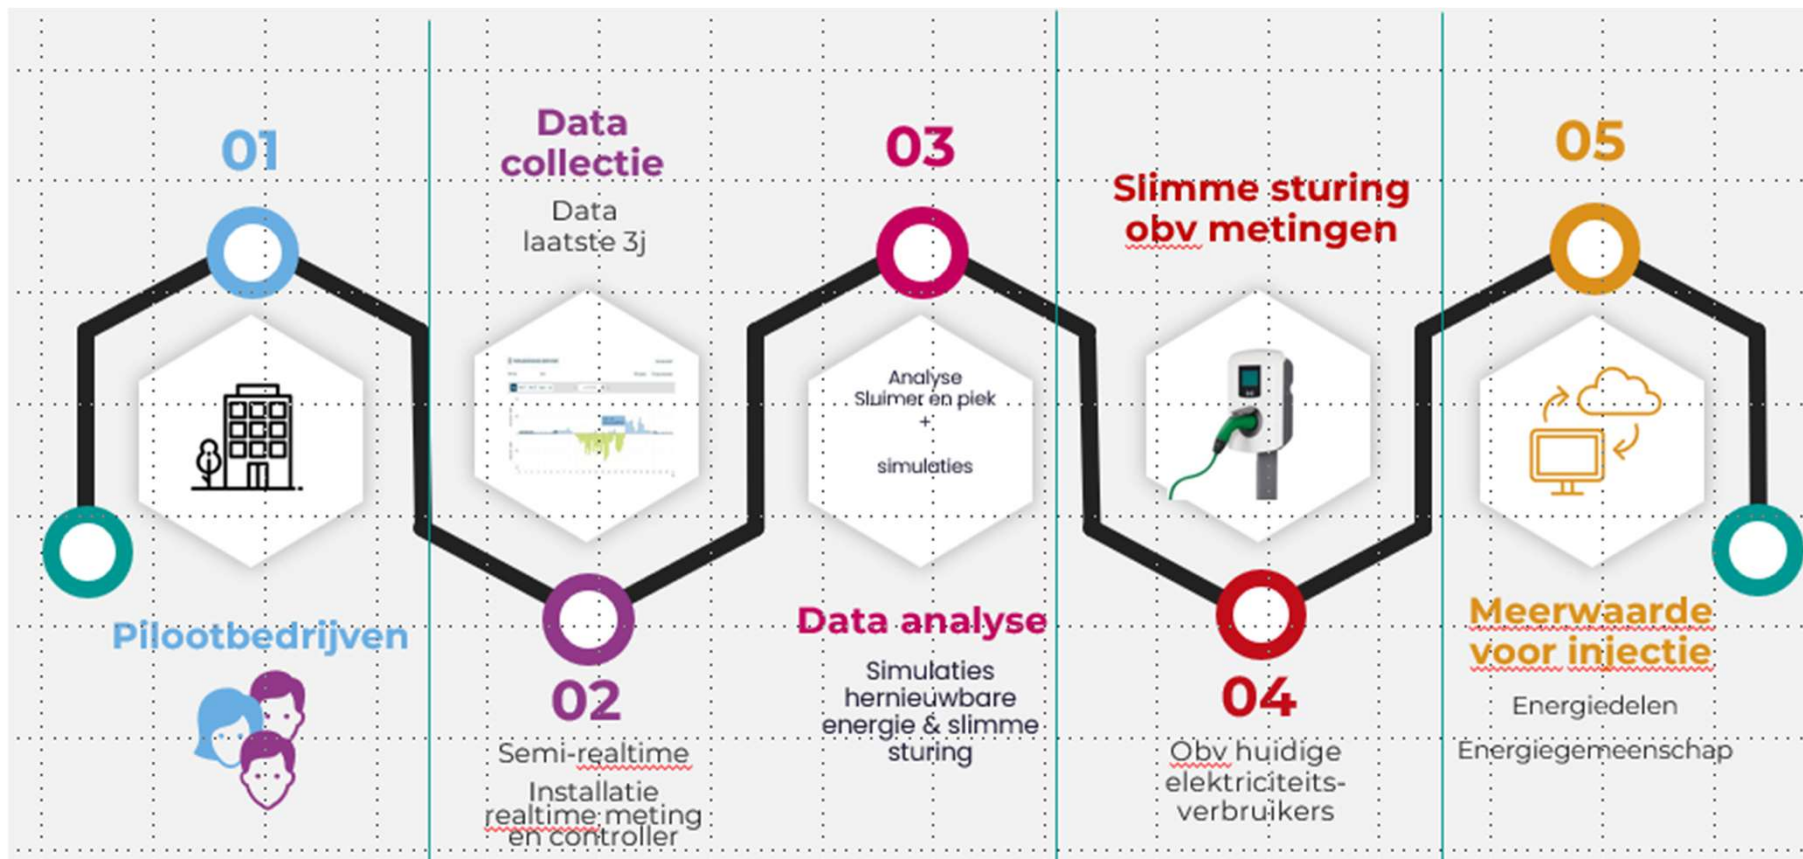 01
Pilootbedrijven
Data
collectie
Data
laatste 3j
02
Semi-realtime
Installatie
realtime meting
en controller
03
Analyse
Sluimer en piek
+
simulaties
Data analyse
Simulaties
hernieuwbare
energie & slimme
sturing
Slimme sturing
obv metingen
04
Obv huidige
elektriciteits-
verbruikers
05
Meerwaarde
voor injectie
Energiedelen
Energiegemeenschap